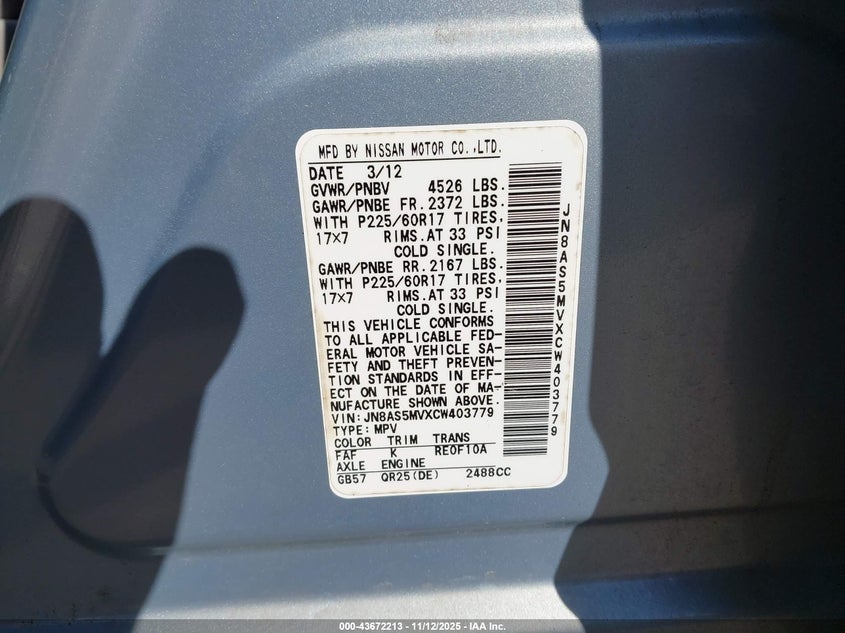 MFD BY NISSAN MOTOR CO.,LTD.
DATE 3/12
GVWR/PNBV 4526 LBS.
GAWR/PNBE FR. 2372 LBS.
WITH P225/60R17 TIRES,
17×7 RIMS. AT 33 PSI
COLD SINGLE.
GAWR/PNBE RR. 2167 LBS.
WITH P225/60R17 TIRES,
17×7 RIMS. AT 33 PSI
COLD SINGLE.
THIS VEHICLE CONFORMS
TO ALL APPLICABLE FED-
ERAL MOTOR VEHICLE SA-
FETY AND THEFT PREVEN-
TION STANDARDS IN EFF-
ECT ON THE DATE OF MA-
NUFACTURE SHOWN ABOVE.
VIN: JN8AS5MVXCW403779
TYPE: MPV
COLOR TRIM TRANS
FAF K RE0F10A
AXLE ENGINE
GB57 QR25(DE) 2488CC
JN8AS5MVXCW403779
000-43672213 - 11/12/2025 - IAA Inc.